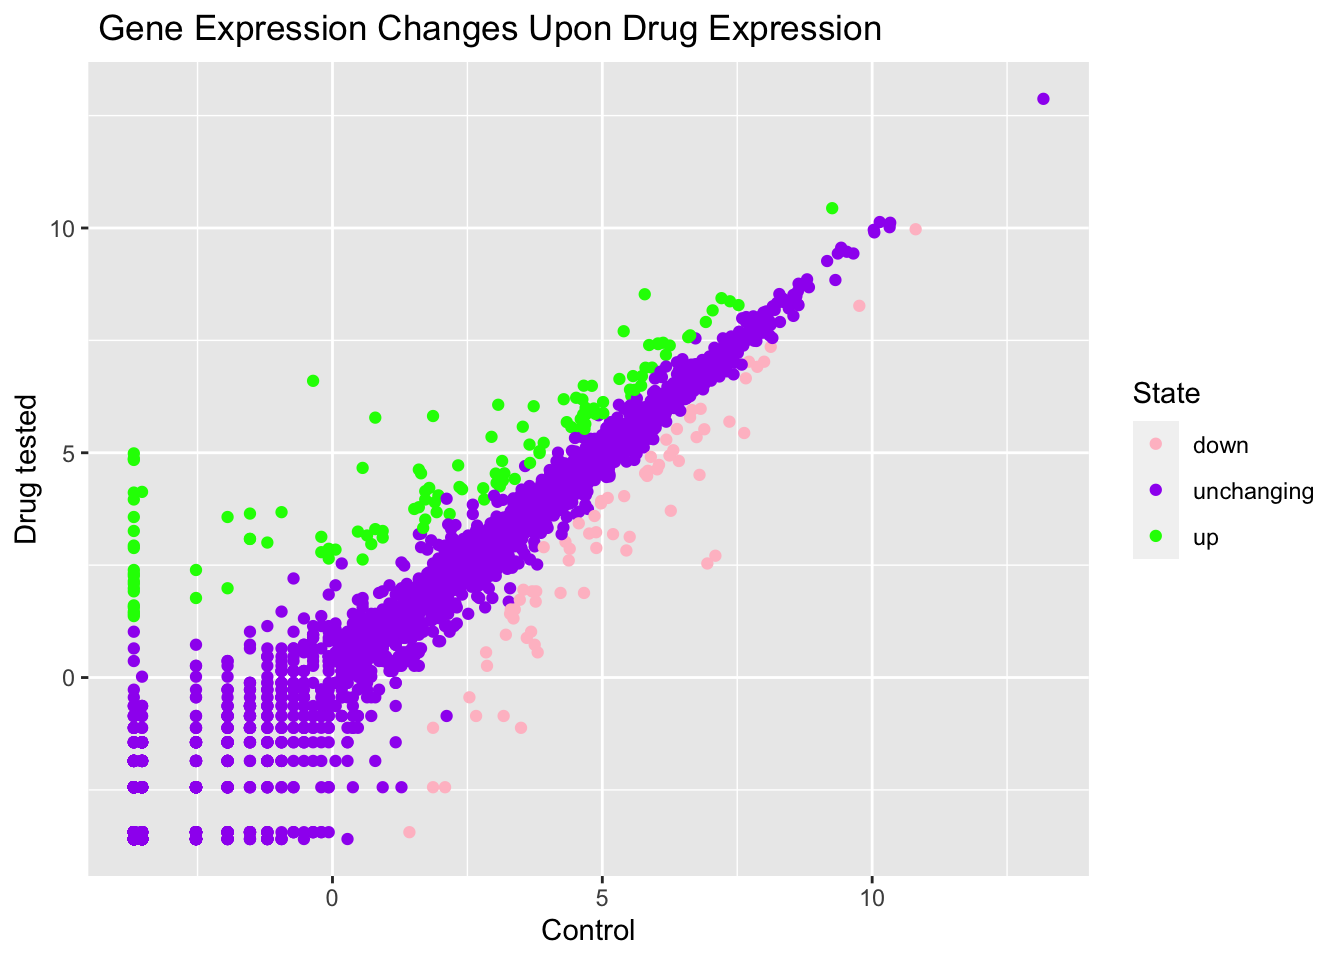 Gene Expression Changes Upon Drug Expression
10
5
0
Drug tested
0 5 10
Control
State
down
unchanging
up